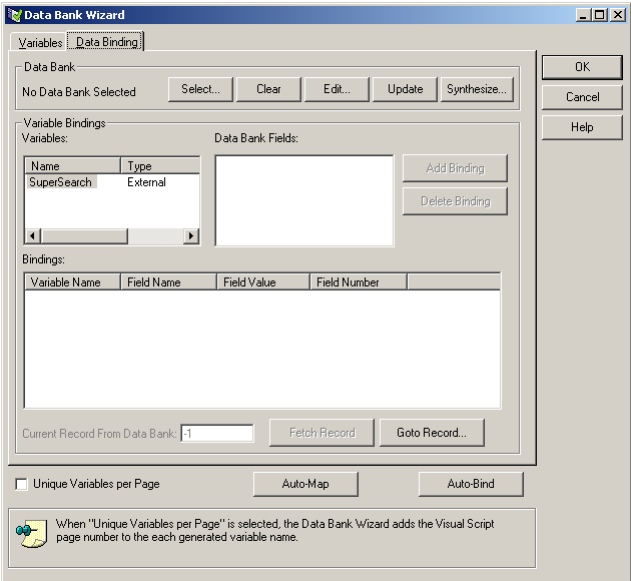 Data Bank Wizard
Variables Data Binding
OK
Cancel
Help
Data Bank
No Data Bank Selected Select... Clear Edit... Update Synthesize...
Variable Bindings
Variables: Data Bank Fields:
Name Type
SuperSearch External
Add Binding
Delete Binding
Bindings:
Variable Name Field Name Field Value Field Number
Current Record From Data Bank: -1 Fetch Record Goto Record...
Unique Variables per Page Auto-Map Auto-Bind
When "Unique Variables per Page" is selected, the Data Bank Wizard adds the Visual Script
page number to the each generated variable name.